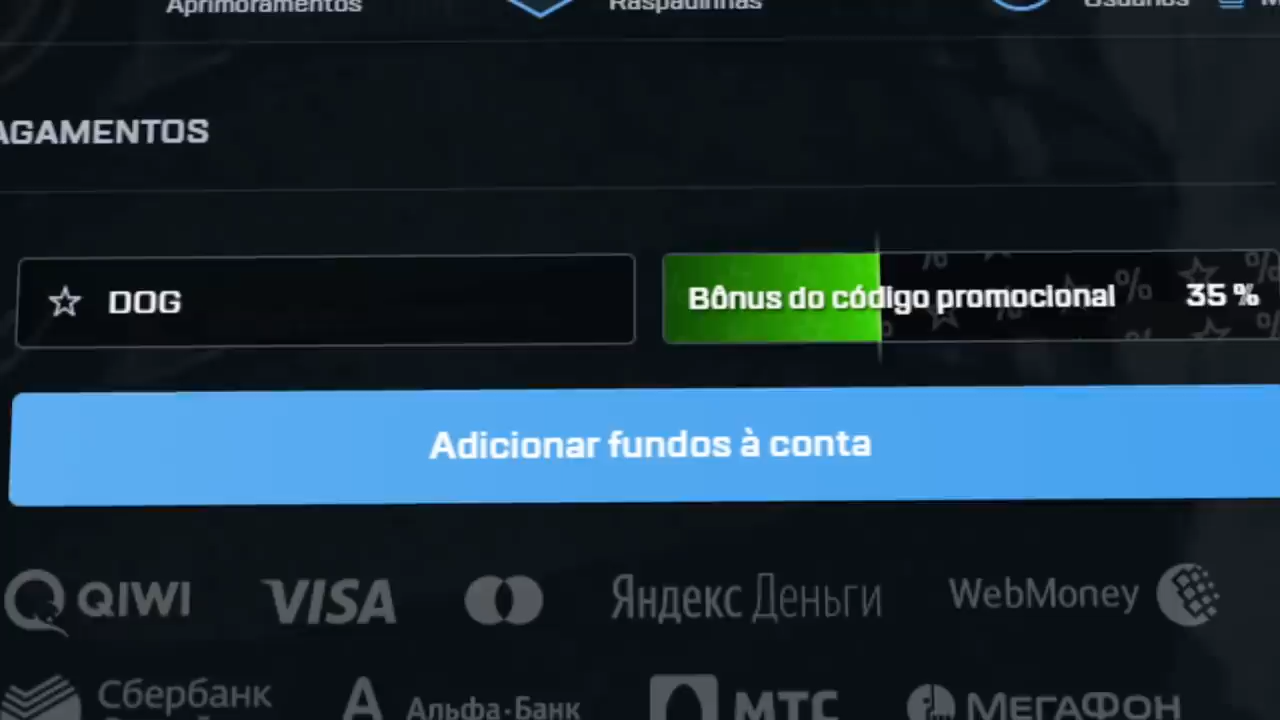 Aprimoramentos Raspadinhas Usuários
AGAMENTOS
DOG
Bônus do código promocional 35 %
Adicionar fundos à conta
QIWI VISA Яндекс Деньги WebMoney
Сбербанк Альфа·Банк МТС МЕГАФОН